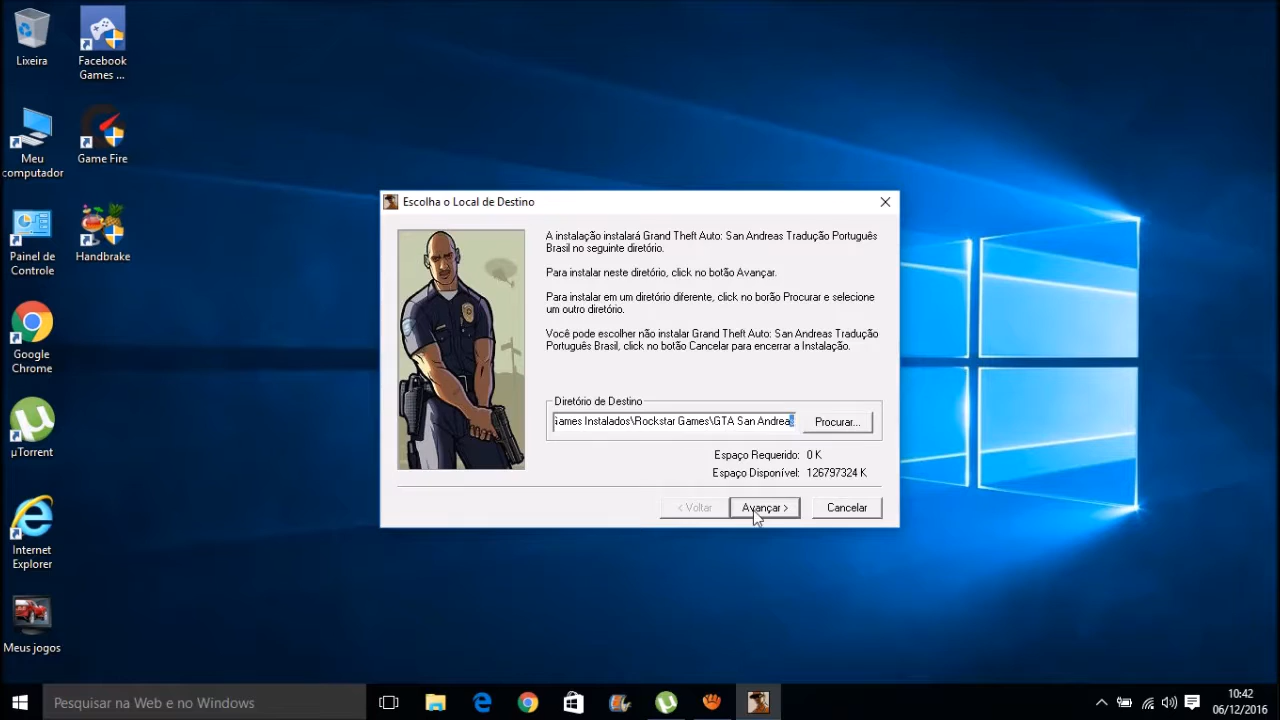 Lixeira
Facebook
Games ...
Meu
computador
Game Fire
Painel de
Controle
Handbrake
Google
Chrome
µTorrent
Internet
Explorer
Meus jogos
Escolha o Local de Destino
A instalação instalará Grand Theft Auto: San Andreas Tradução Português
Brasil no seguinte diretório.
Para instalar neste diretório, click no botão Avançar.
Para instalar em um diretório diferente, click no borão Procurar e selecione
um outro diretório.
Você pode escolher não instalar Grand Theft Auto: San Andreas Tradução
Português Brasil, click no botão Cancelar para encerrar a Instalação.
Diretório de Destino
Games Instalados\Rockstar Games\GTA San Andreas
Procurar...
Espaço Requerido: 0 K
Espaço Disponível: 126797324 K
< Voltar
Avançar >
Cancelar
Pesquisar na Web e no Windows
10:42
06/12/2016